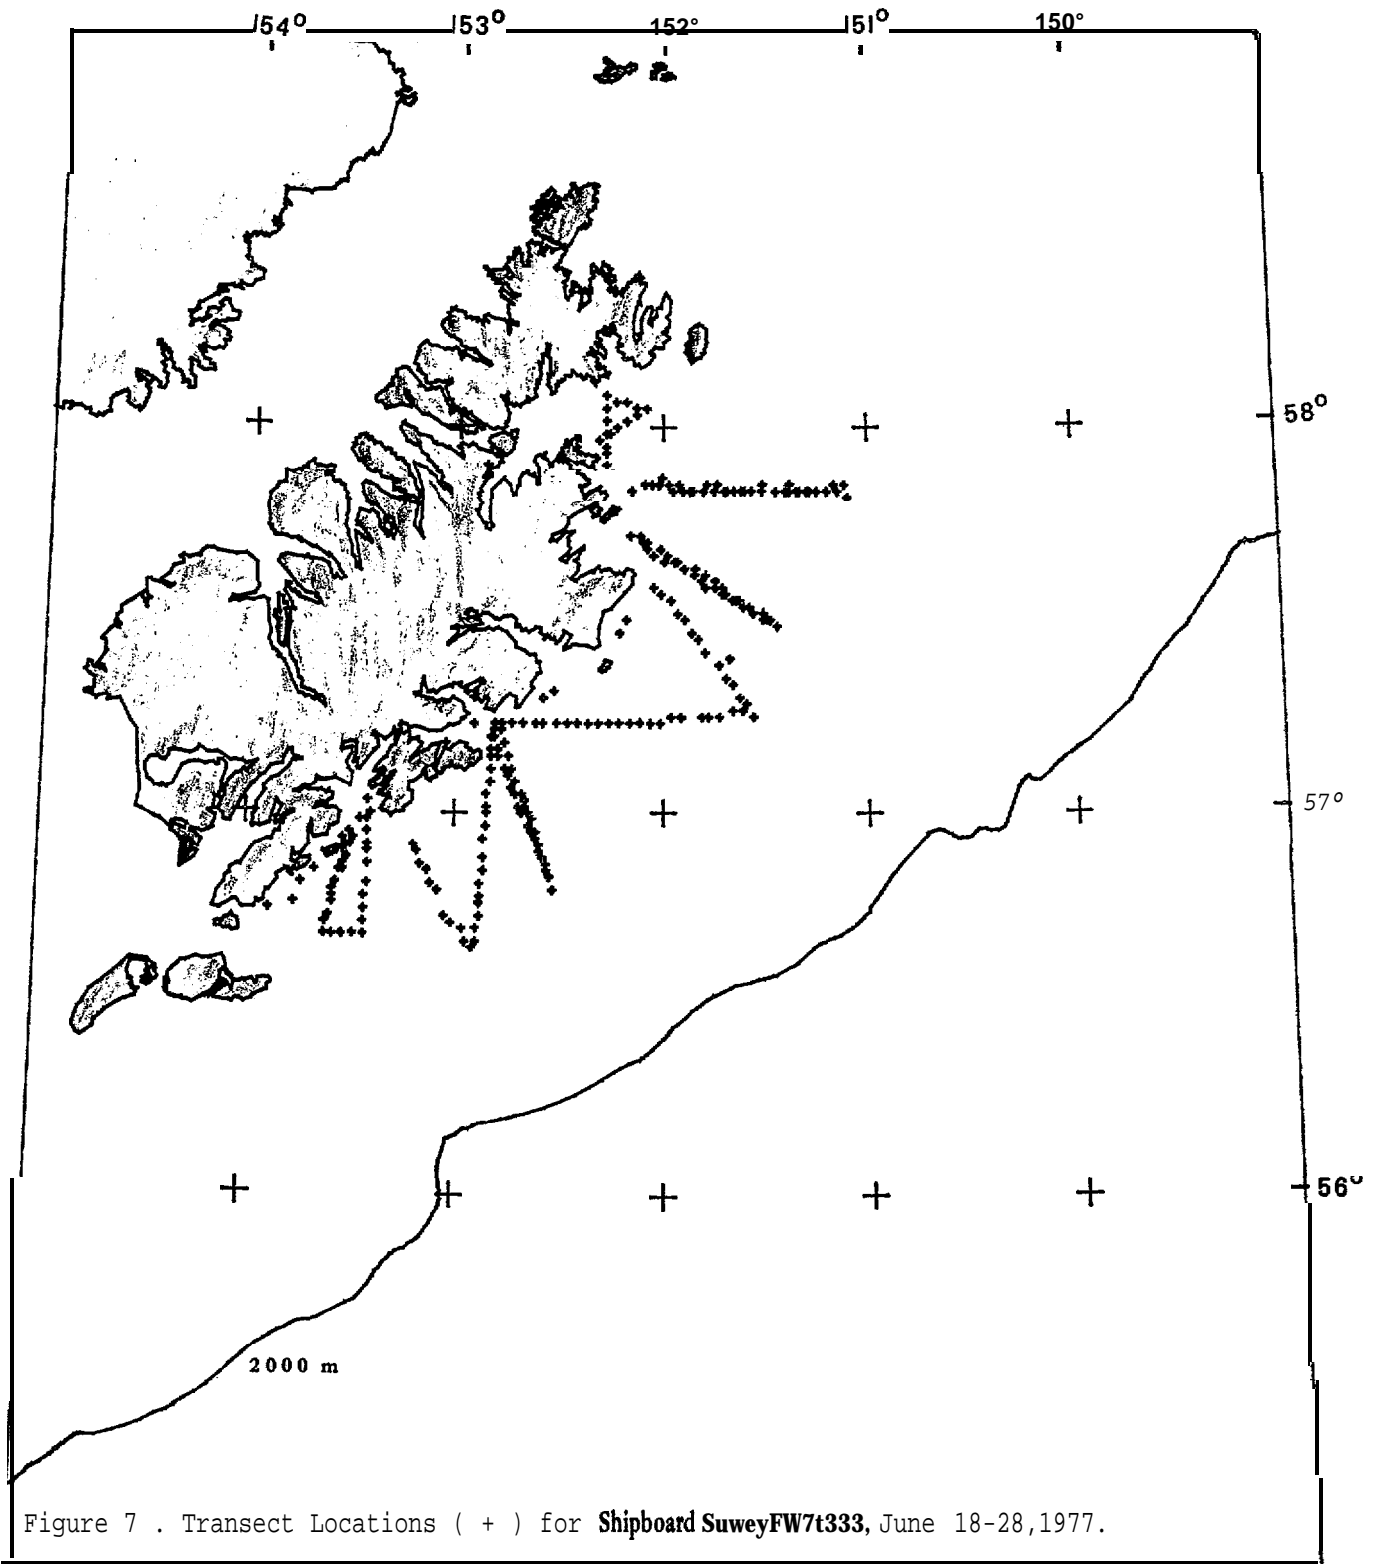 154° 153° 152° 151° 150°
58°
57°
56°
2000 m
Figure 7 . Transect Locations ( + ) for Shipboard SuweyFW7t333, June 18-28,1977.